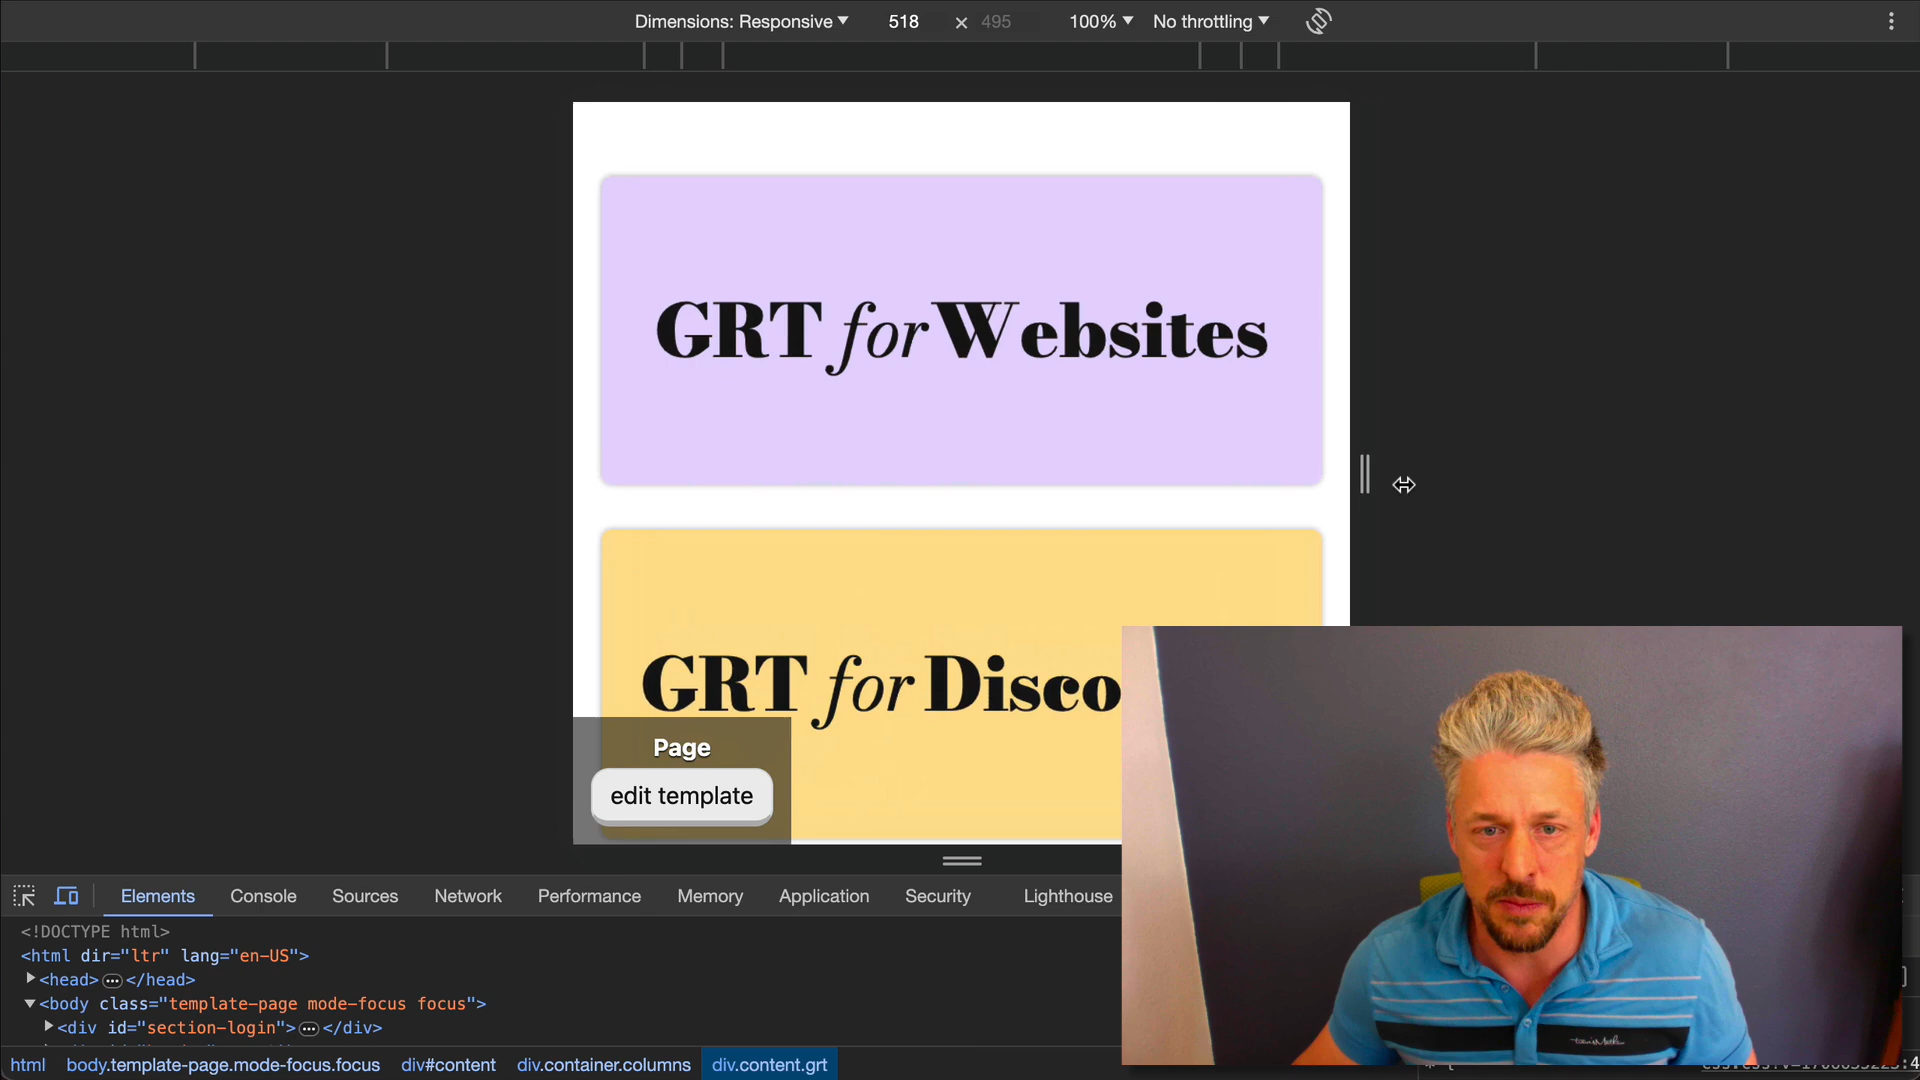 Dimensions: Responsive 518 × 495 100% No throttling
GRT for Websites
GRT for Disco
Page
edit template
Elements Console Sources Network Performance Memory Application Security Lighthouse
<!DOCTYPE html>
<html dir="ltr" lang="en-US">
<head> ••• </head>
<body class="template-page mode-focus focus">
<div id="section-login"> ••• </div>
html body.template-page.mode-focus.focus div#content div.container.columns div.content.grt